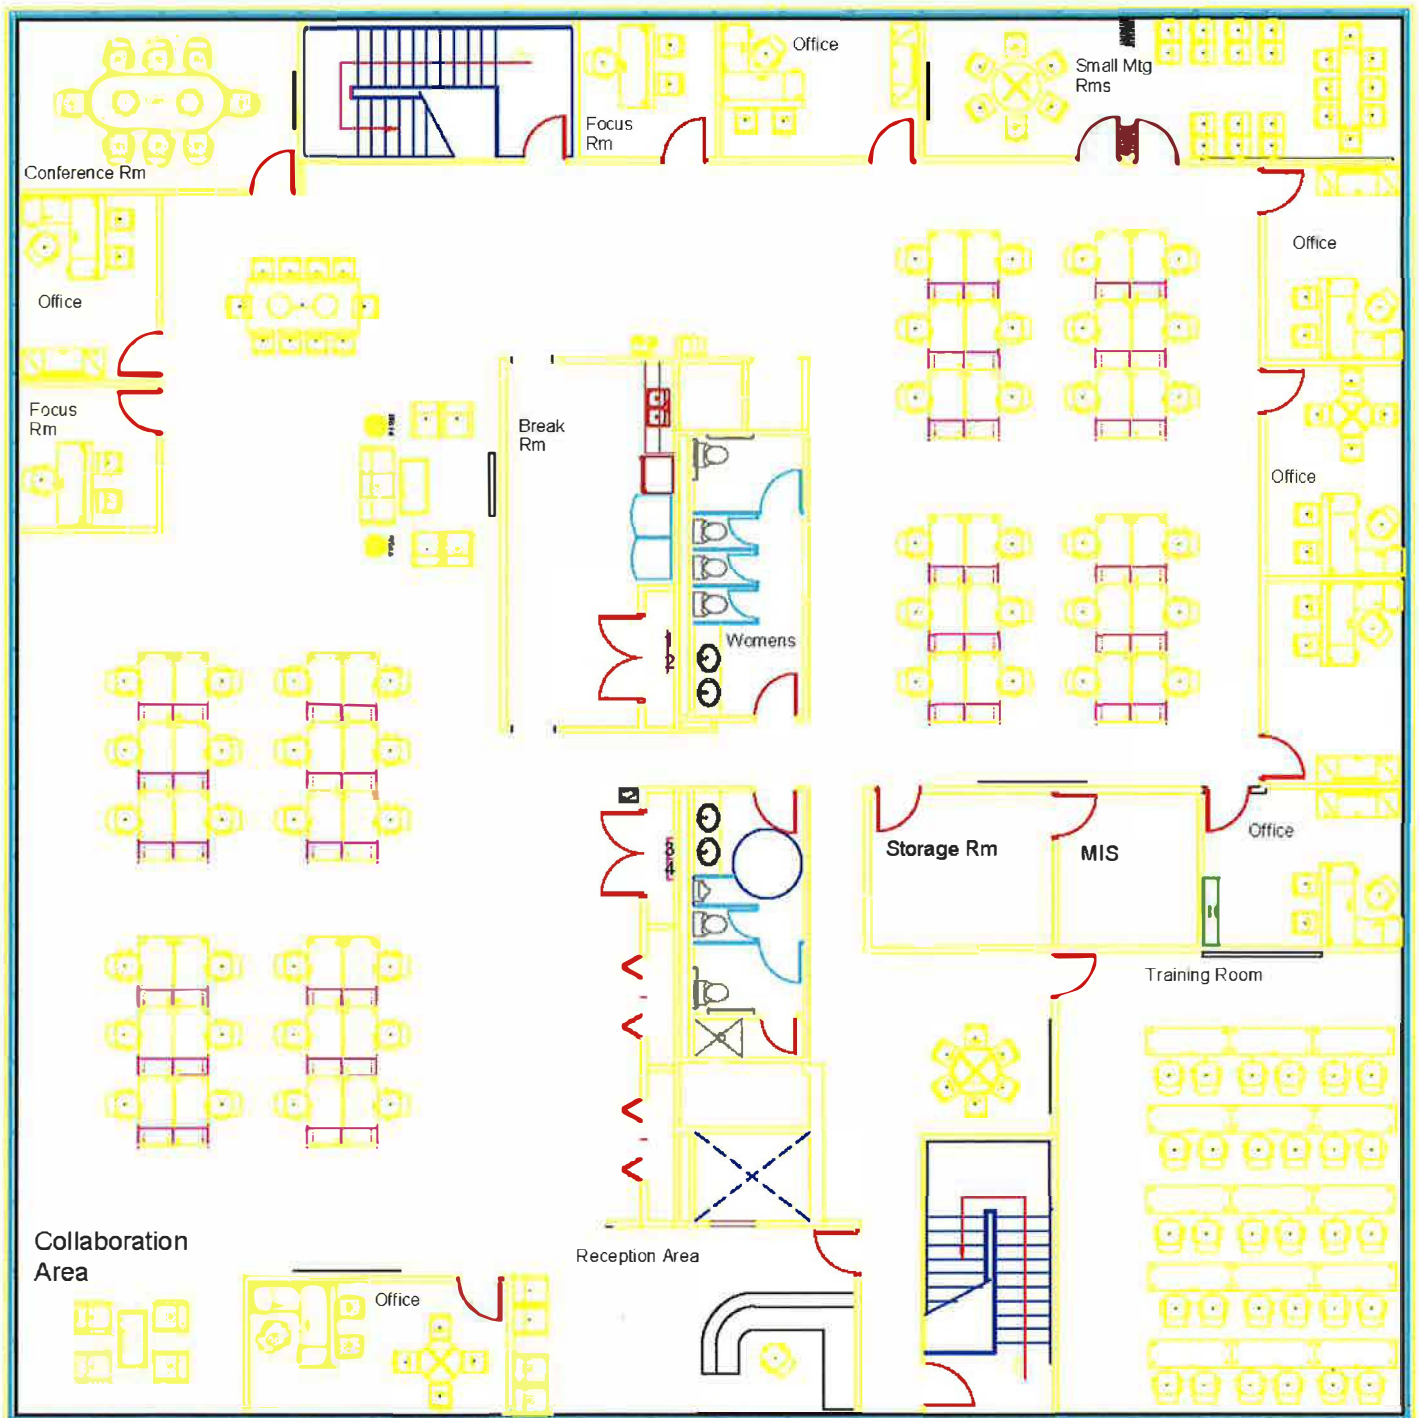 Office
Small Mtg
Rms
Focus
Rm
Conference Rm
Office
Office
Focus
Rm
Break
Rm
Office
Womens
1
2
Office
Storage Rm
MIS
3
4
Training Room
Collaboration
Area
Reception Area
Office